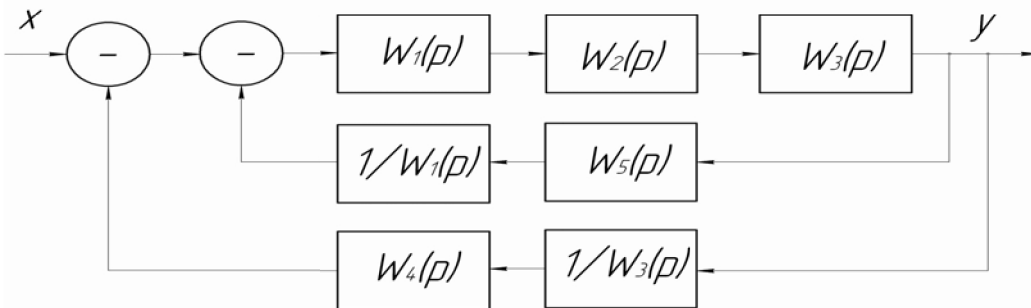 x
y
-
-
W₁(p)
W₂(p)
W₃(p)
1/W₁(p)
W₅(p)
W₄(p)
1/W₃(p)